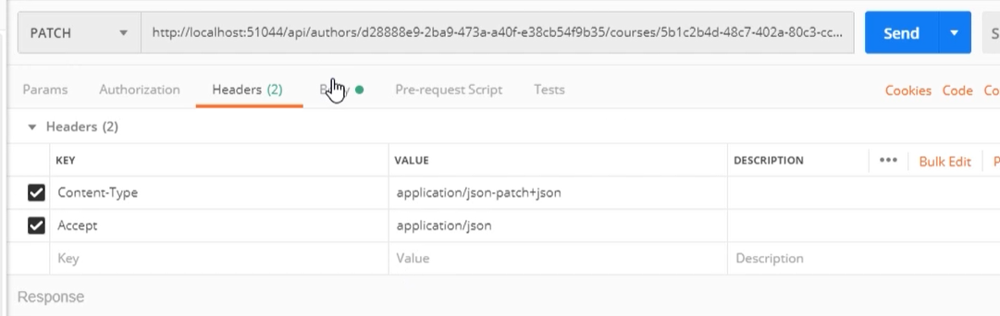 PATCH http://localhost:51044/api/authors/d28888e9-2ba9-473a-a40f-e38cb54f9b35/courses/5b1c2b4d-48c7-402a-80c3-cc... Send S
Params Authorization Headers (2) Pre-request Script Tests Cookies Code Co
Headers (2)
KEY VALUE DESCRIPTION ••• Bulk Edit P
Content-Type application/json-patch+json
Accept application/json
Key Value Description
Response